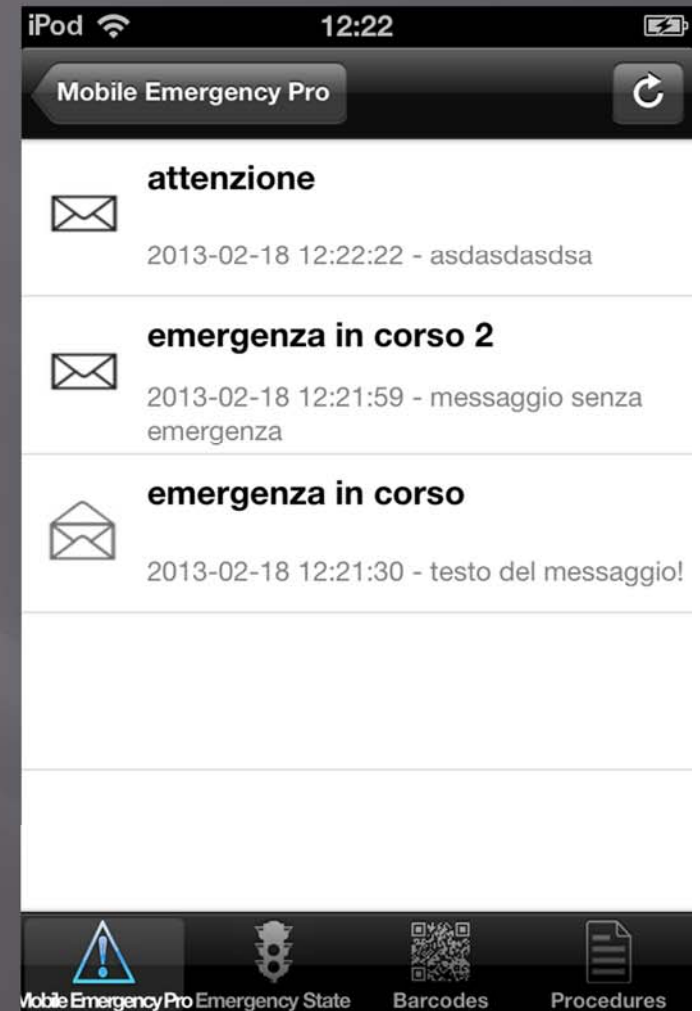 iPod
12:22
Mobile Emergency Pro
attenzione
2013-02-18 12:22:22 - asdasdasdsa
emergenza in corso 2
2013-02-18 12:21:59 - messaggio senza
emergenza
emergenza in corso
2013-02-18 12:21:30 - testo del messaggio!
Mobile Emergency Pro
Emergency State
Barcodes
Procedures